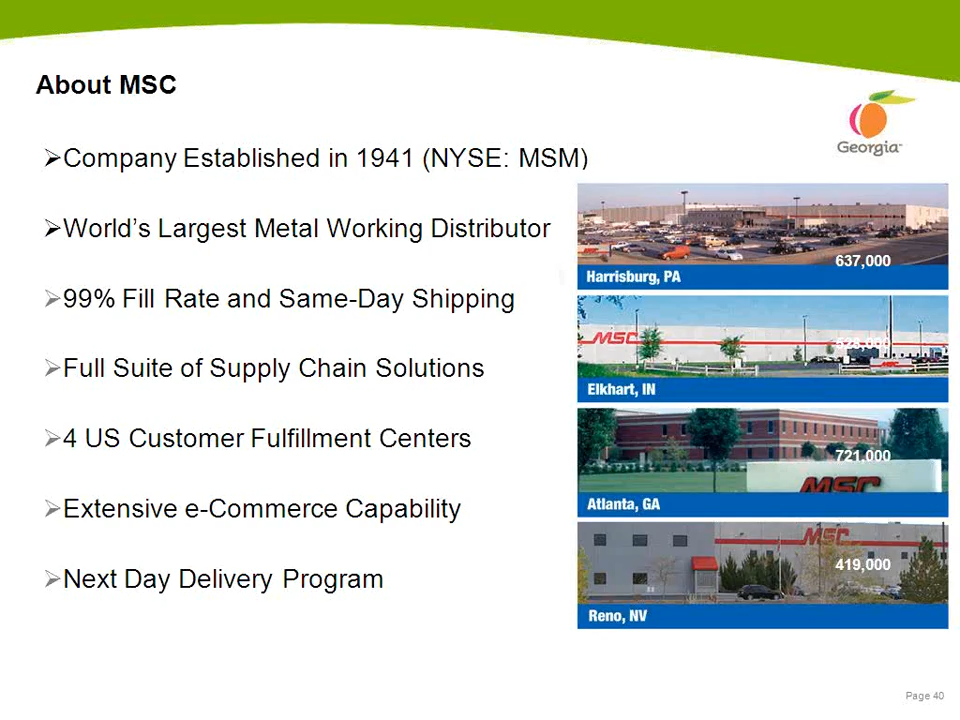 About MSC
Georgia™
➢Company Established in 1941 (NYSE: MSM)
➢World's Largest Metal Working Distributor
➢99% Fill Rate and Same-Day Shipping
➢Full Suite of Supply Chain Solutions
➢4 US Customer Fulfillment Centers
➢Extensive e-Commerce Capability
➢Next Day Delivery Program
637,000
Harrisburg, PA
MSC
Elkhart, IN
721,000
MSC
Atlanta, GA
MSC
419,000
Reno, NV
Page 40